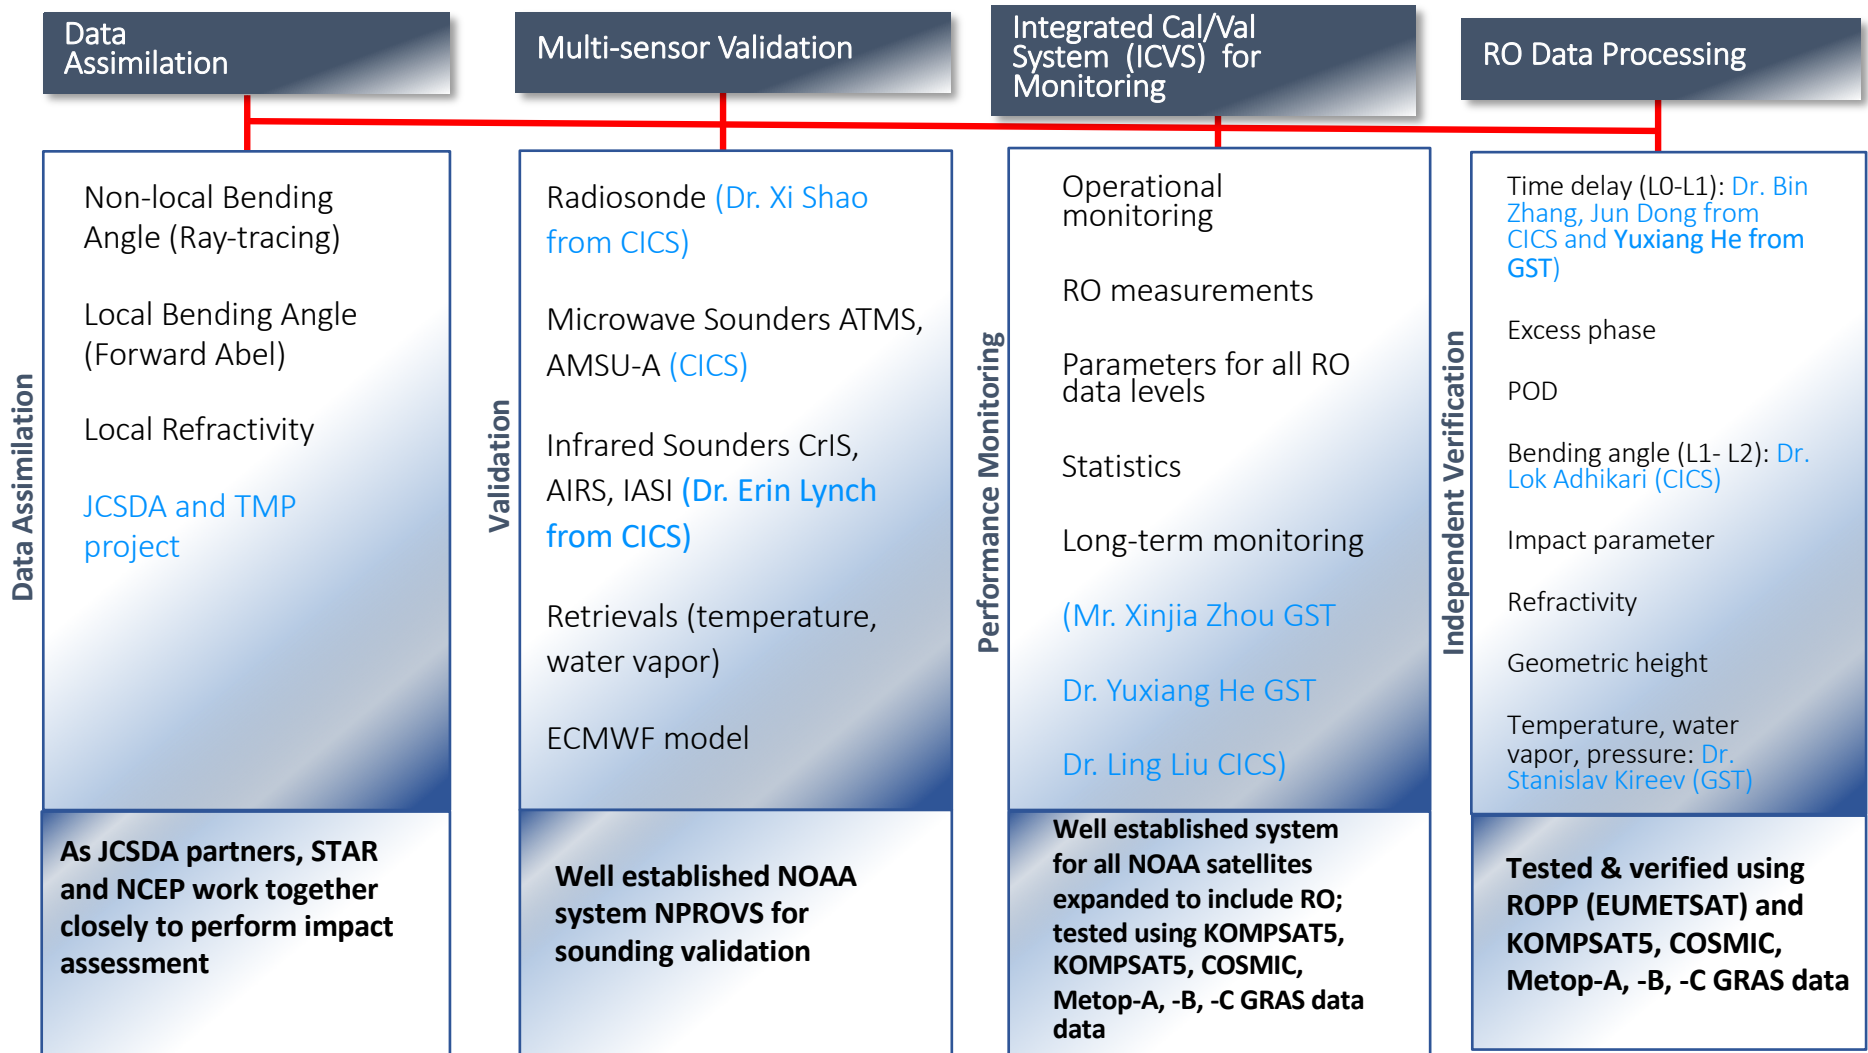 Data
Assimilation
Multi-sensor Validation
Integrated Cal/Val
System (ICVS) for
Monitoring
RO Data Processing
Data Assimilation
Non-local Bending
Angle (Ray-tracing)
Local Bending Angle
(Forward Abel)
Local Refractivity
JCSDA and TMP
project
As JCSDA partners, STAR
and NCEP work together
closely to perform impact
assessment
Validation
Radiosonde (Dr. Xi Shao
from CICS)
Microwave Sounders ATMS,
AMSU-A (CICS)
Infrared Sounders CrIS,
AIRS, IASI (Dr. Erin Lynch
from CICS)
Retrievals (temperature,
water vapor)
ECMWF model
Well established NOAA
system NPROVS for
sounding validation
Performance Monitoring
Operational
monitoring
RO measurements
Parameters for all RO
data levels
Statistics
Long-term monitoring
(Mr. Xinjia Zhou GST
Dr. Yuxiang He GST
Dr. Ling Liu CICS)
Well established system
for all NOAA satellites
expanded to include RO;
tested using KOMPSAT5,
KOMPSAT5, COSMIC,
Metop-A, -B, -C GRAS data
data
Independent Verification
Time delay (L0-L1): Dr. Bin
Zhang, Jun Dong from
CICS and Yuxiang He from
GST)
Excess phase
POD
Bending angle (L1- L2): Dr.
Lok Adhikari (CICS)
Impact parameter
Refractivity
Geometric height
Temperature, water
vapor, pressure: Dr.
Stanislav Kireev (GST)
Tested & verified using
ROPP (EUMETSAT) and
KOMPSAT5, COSMIC,
Metop-A, -B, -C GRAS data